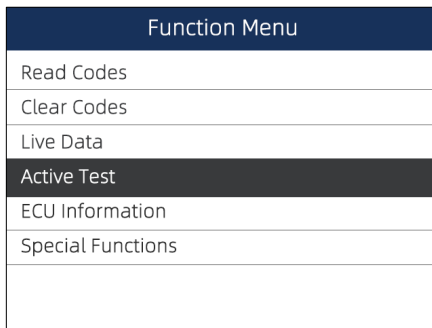 Function Menu
Read Codes
Clear Codes
Live Data
Active Test
ECU Information
Special Functions